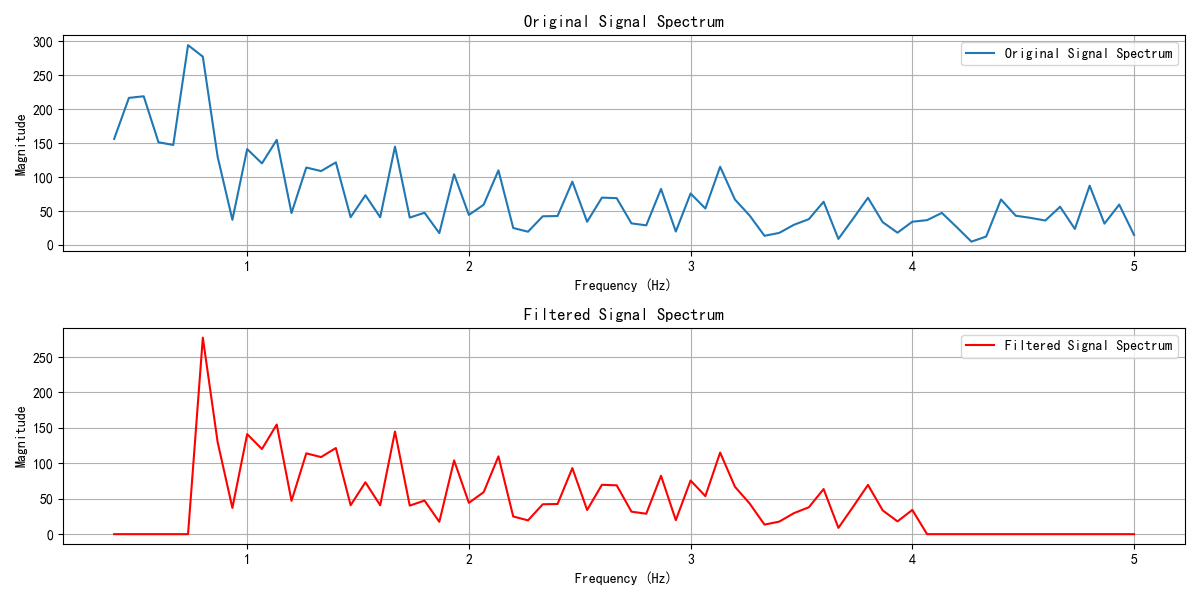 Original Signal Spectrum
300
250
200
150
100
50
0
Magnitude
Original Signal Spectrum
1 2 3 4 5
Frequency (Hz)
Filtered Signal Spectrum
250
200
150
100
50
0
Magnitude
Filtered Signal Spectrum
1 2 3 4 5
Frequency (Hz)